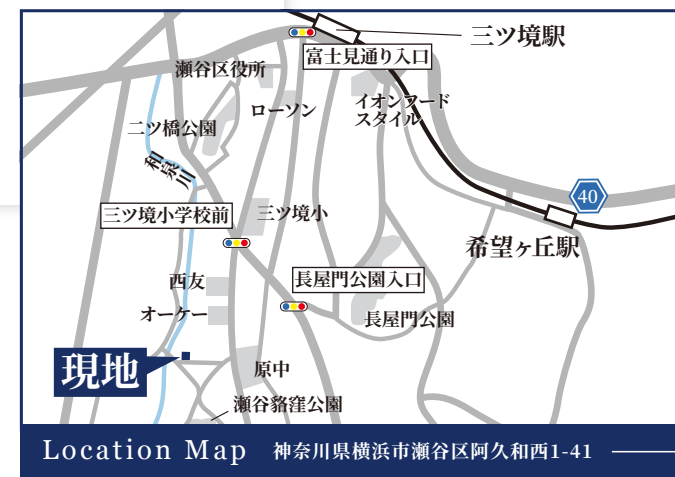 三ツ境駅
富士見通り入口
瀬谷区役所
ローソン
イオンフード
スタイル
二ツ橋公園
和泉川
40
三ツ境小学校前
三ツ境小
希望ヶ丘駅
西友
長屋門公園入口
オーケー
長屋門公園
現地
原中
瀬谷貉窪公園
Location Map 神奈川県横浜市瀬谷区阿久和西1-41